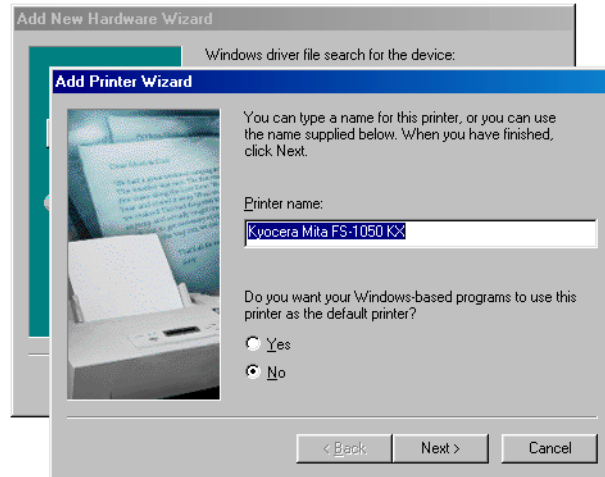 Add New Hardware Wizard
Windows driver file search for the device:
Add Printer Wizard
You can type a name for this printer, or you can use
the name supplied below. When you have finished,
click Next.
Printer name:
Kyocera Mita FS-1050 KX
Do you want your Windows-based programs to use this
printer as the default printer?
Yes
No
< Back
Next >
Cancel